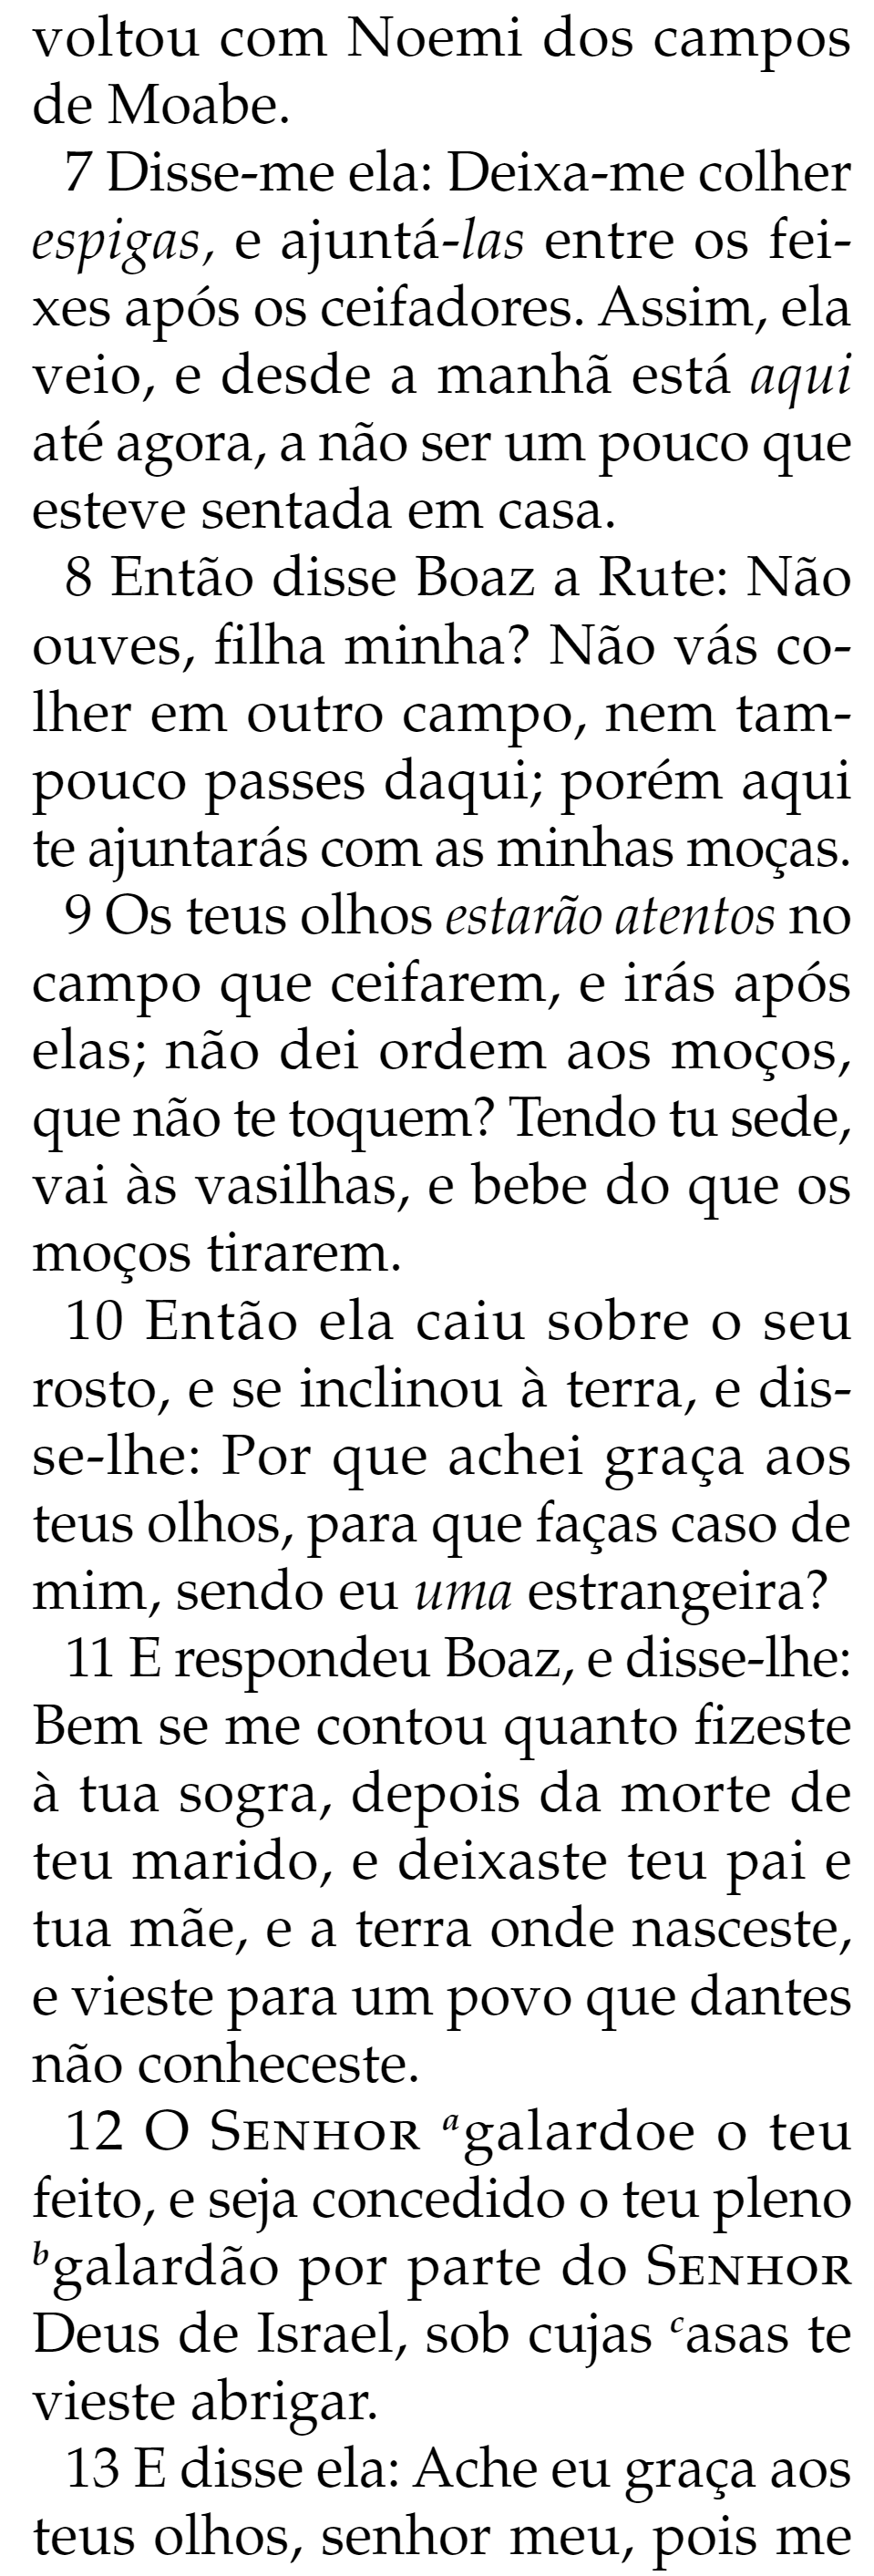 voltou com Noemi dos campos
de Moabe.
7 Disse-me ela: Deixa-me colher
espigas, e ajuntá-las entre os fei-
xes após os ceifadores. Assim, ela
veio, e desde a manhã está aqui
até agora, a não ser um pouco que
esteve sentada em casa.
8 Então disse Boaz a Rute: Não
ouves, filha minha? Não vás co-
lher em outro campo, nem tam-
pouco passes daqui; porém aqui
te ajuntarás com as minhas moças.
9 Os teus olhos estarão atentos no
campo que ceifarem, e irás após
elas; não dei ordem aos moços,
que não te toquem? Tendo tu sede,
vai às vasilhas, e bebe do que os
moços tirarem.
10 Então ela caiu sobre o seu
rosto, e se inclinou à terra, e dis-
se-lhe: Por que achei graça aos
teus olhos, para que faças caso de
mim, sendo eu uma estrangeira?
11 E respondeu Boaz, e disse-lhe:
Bem se me contou quanto fizeste
à tua sogra, depois da morte de
teu marido, e deixaste teu pai e
tua mãe, e a terra onde nasceste,
e vieste para um povo que dantes
não conheceste.
12 O SENHOR ᵃgalardoe o teu
feito, e seja concedido o teu pleno
ᵇgalardão por parte do SENHOR
Deus de Israel, sob cujas ᶜasas te
vieste abrigar.
13 E disse ela: Ache eu graça aos
teus olhos, senhor meu, pois me